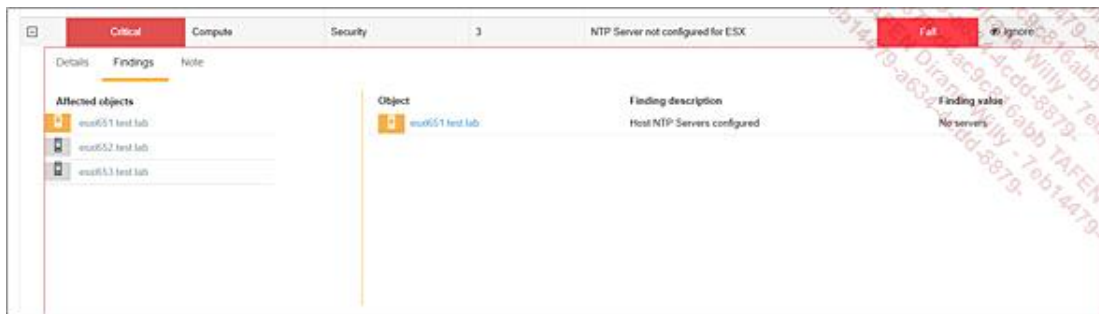 Critical Compute Security 3 NTP Server not configured for ESX Fail Ignore
Details Findings Note
Affected objects Object Finding description Finding value
esxi651.test.lab esxi651.test.lab Host NTP Servers configured No servers
esxi652.test.lab
esxi653.test.lab